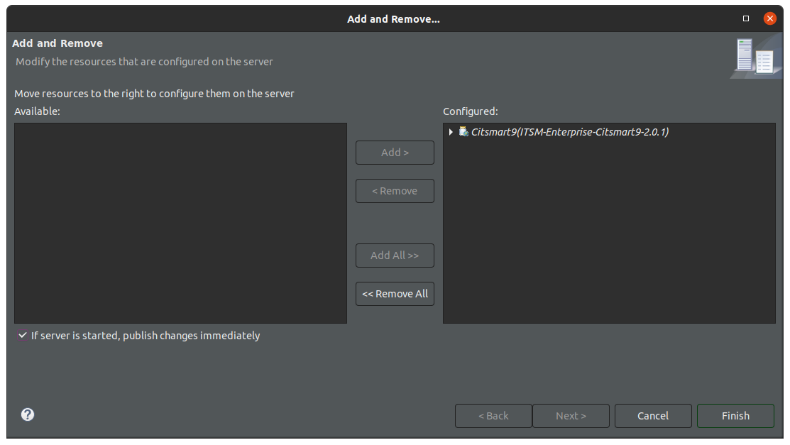 Add and Remove...
Add and Remove
Modify the resources that are configured on the server
Move resources to the right to configure them on the server
Available:
Configured:
Citsmart9(ITSM-Enterprise-Citsmart9-2.0.1)
Add >
< Remove
Add All >>
<< Remove All
If server is started, publish changes immediately
?
< Back
Next >
Cancel
Finish